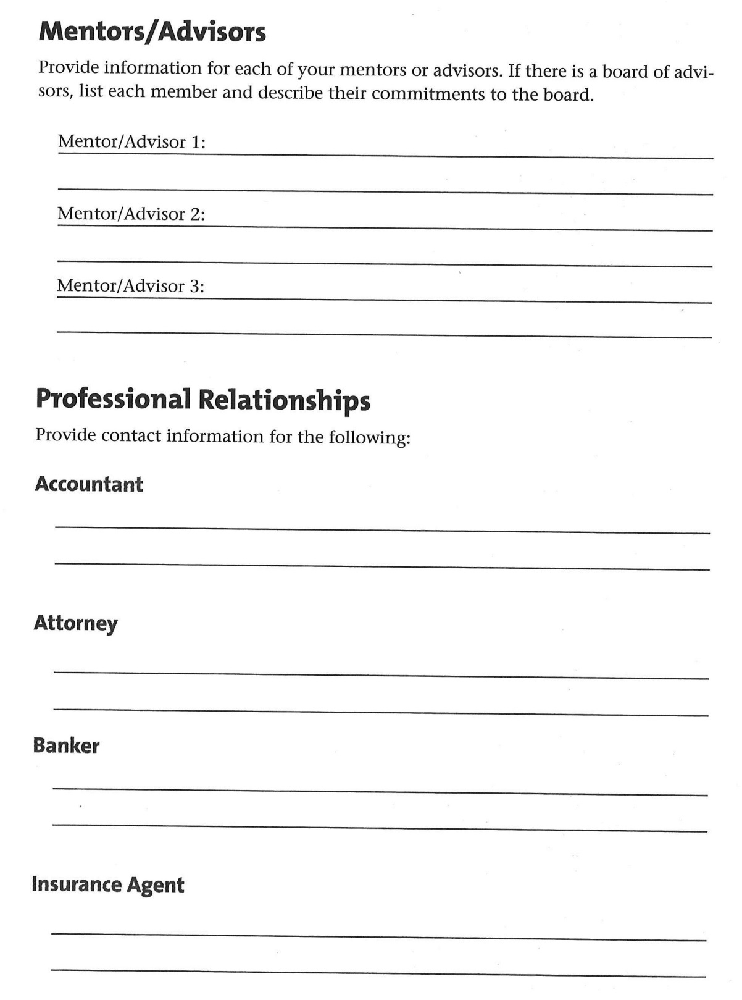 Mentors/Advisors
Provide information for each of your mentors or advisors. If there is a board of advi-
sors, list each member and describe their commitments to the board.
Mentor/Advisor 1:
Mentor/Advisor 2:
Mentor/Advisor 3:
Professional Relationships
Provide contact information for the following:
Accountant
Attorney
Banker
Insurance Agent